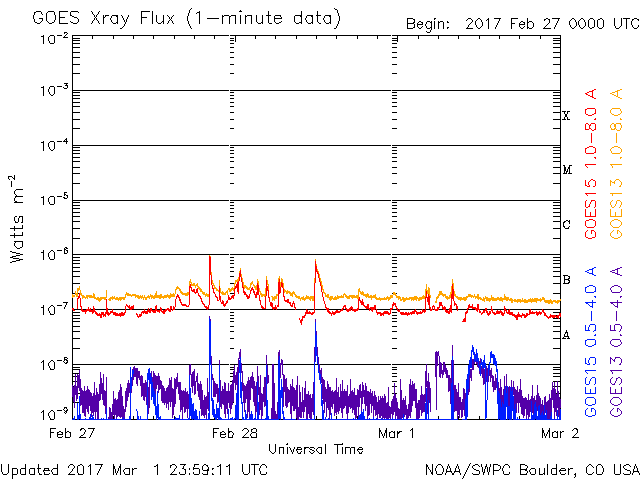 GOES Xray Flux (1-minute data)
Begin: 2017 Feb 27 0000 UTC
10-2
10-3
10-4
10-5
10-6
10-7
10-8
10-9
Watts m-2
X
M
C
B
A
GOES15 1.0-8.0 A
GOES13 1.0-8.0 A
GOES15 0.5-4.0 A
GOES13 0.5-4.0 A
Feb 27
Feb 28
Mar 1
Mar 2
Universal Time
Updated 2017 Mar 1 23:59:11 UTC
NOAA/SWPC Boulder, CO USA